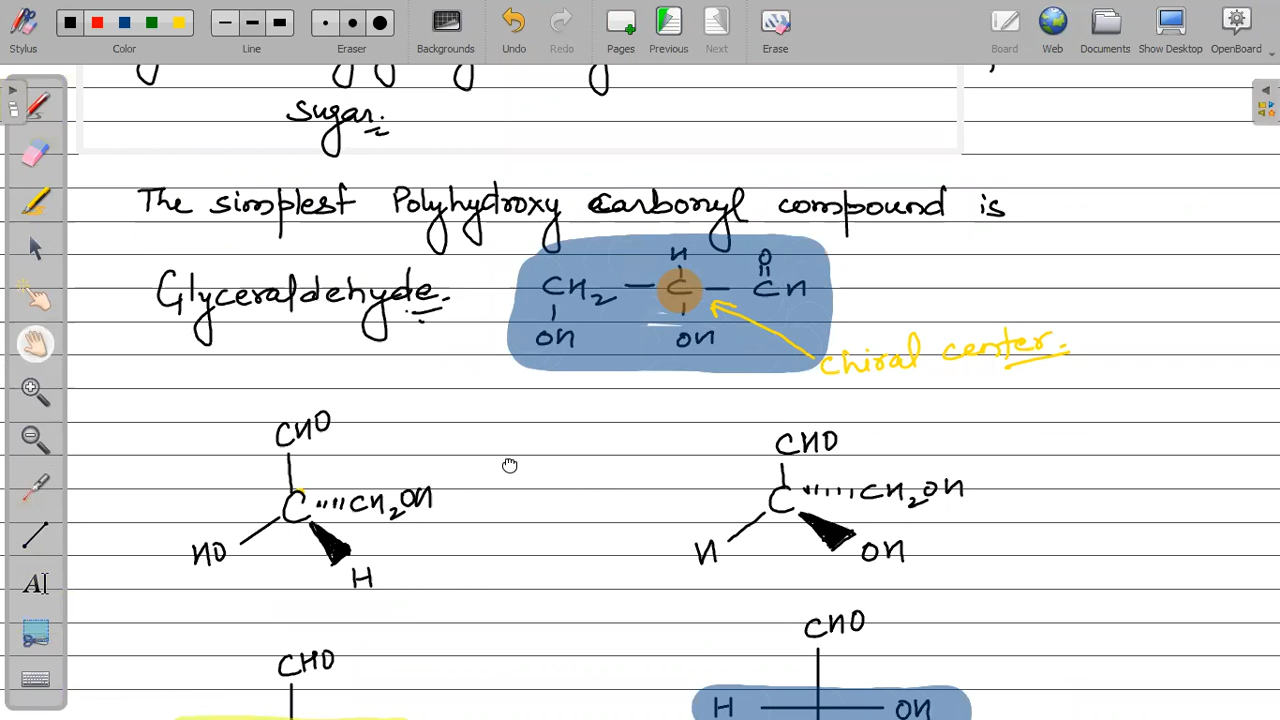 Stylus
Color
Line
Eraser
Backgrounds
Undo
Redo
Pages
Previous
Next
Erase
Board
Web
Documents
Show Desktop
OpenBoard
sugar.
The simplest Polyhydroxy carbonyl compound is
Glyceraldehyde.
H O
CH2 — C — CH
OH OH
chiral center
CHO CHO
C CH2OH C CH2OH
HO H H OH
CHO
CHO
H OH
AI